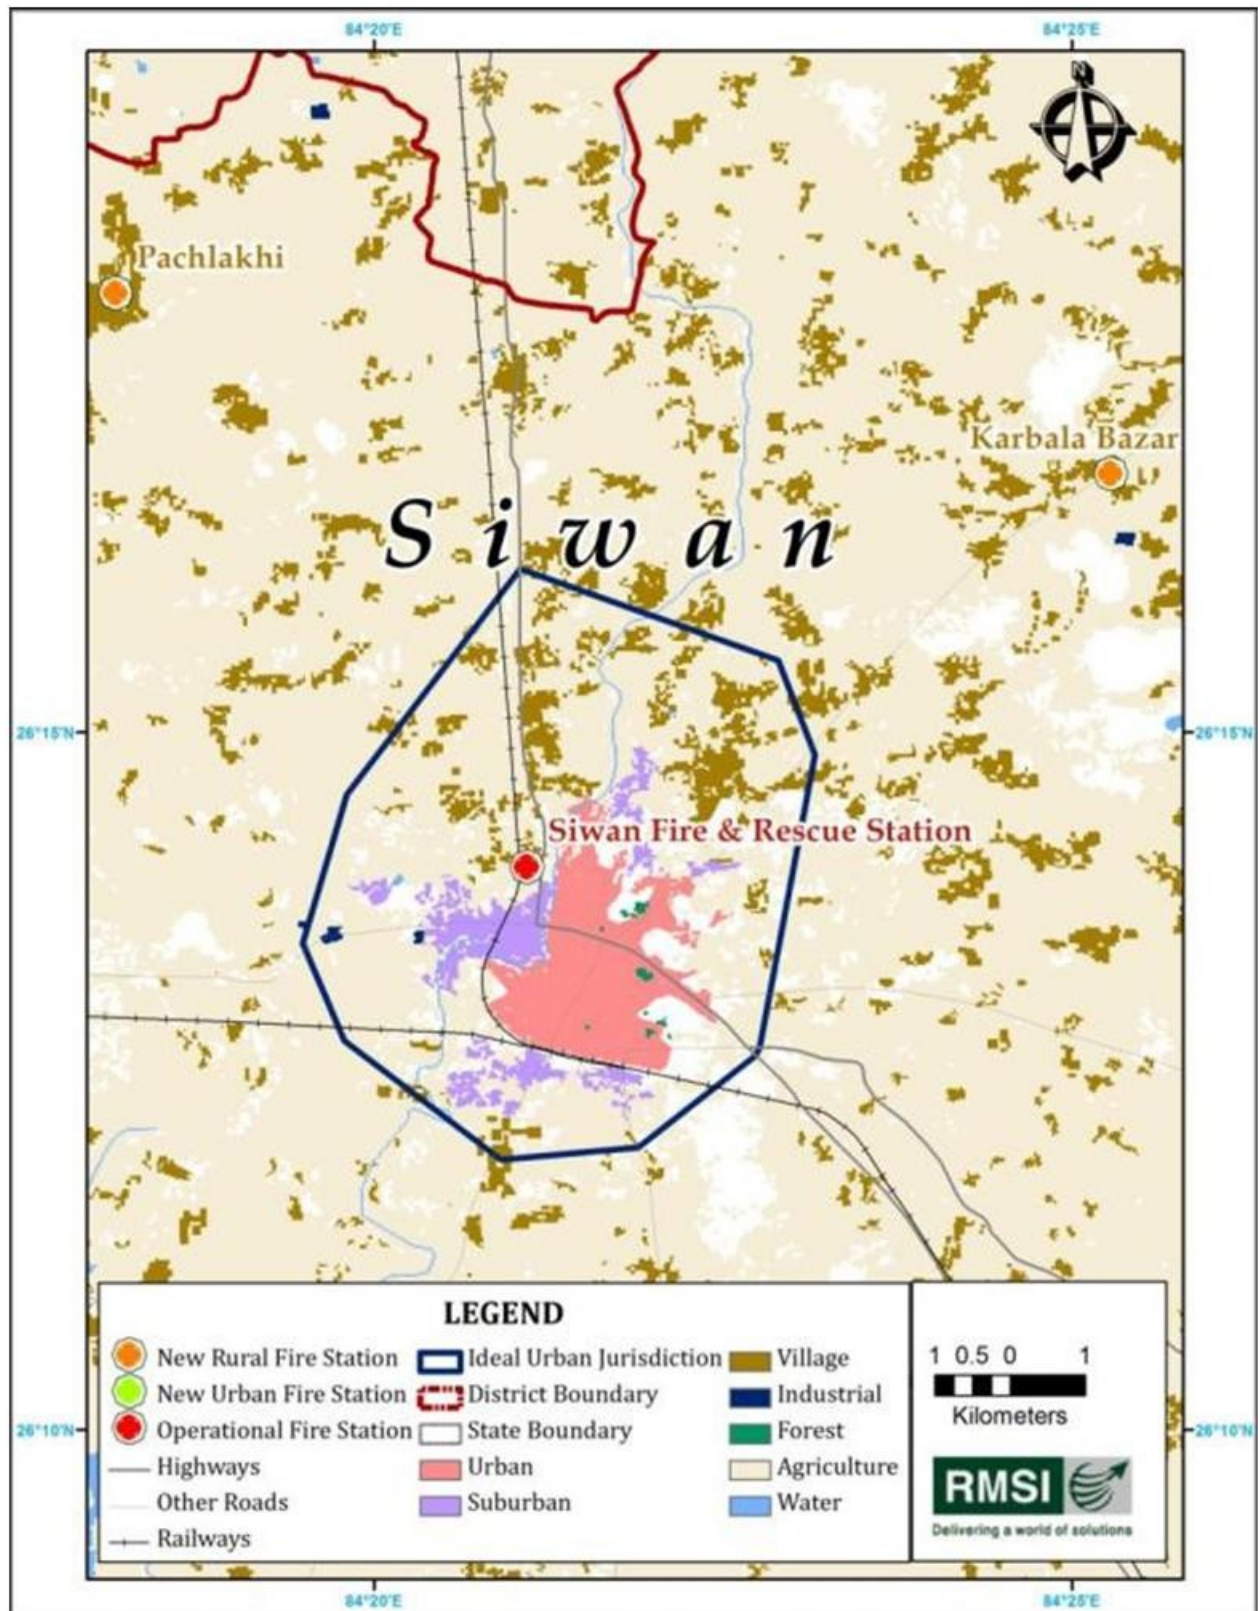 84°20'E
84°25'E
N
Pachlakhi
Karbala Bazar
Siwan
26°15'N
26°15'N
Siwan Fire & Rescue Station
LEGEND
New Rural Fire Station
New Urban Fire Station
Operational Fire Station
Highways
Other Roads
Railways
Ideal Urban Jurisdiction
District Boundary
State Boundary
Urban
Suburban
Village
Industrial
Forest
Agriculture
Water
1 0.5 0 1
Kilometers
RMSI
Delivering a world of solutions
26°10'N
26°10'N
84°20'E
84°25'E